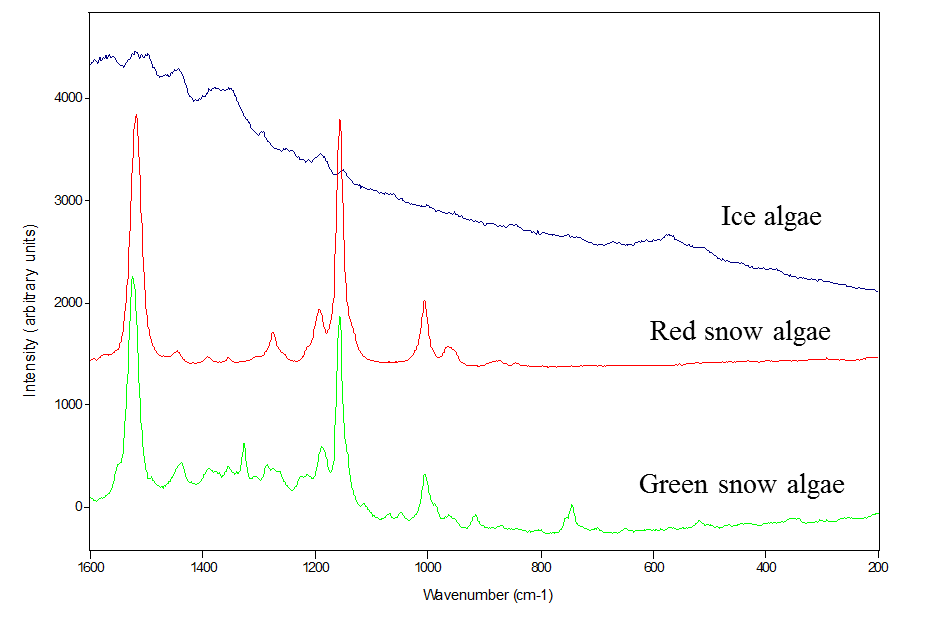 4000
3000
2000
1000
0
Intensity (arbitrary units)
Ice algae
Red snow algae
Green snow algae
1600 1400 1200 1000 800 600 400 200
Wavenumber (cm-1)